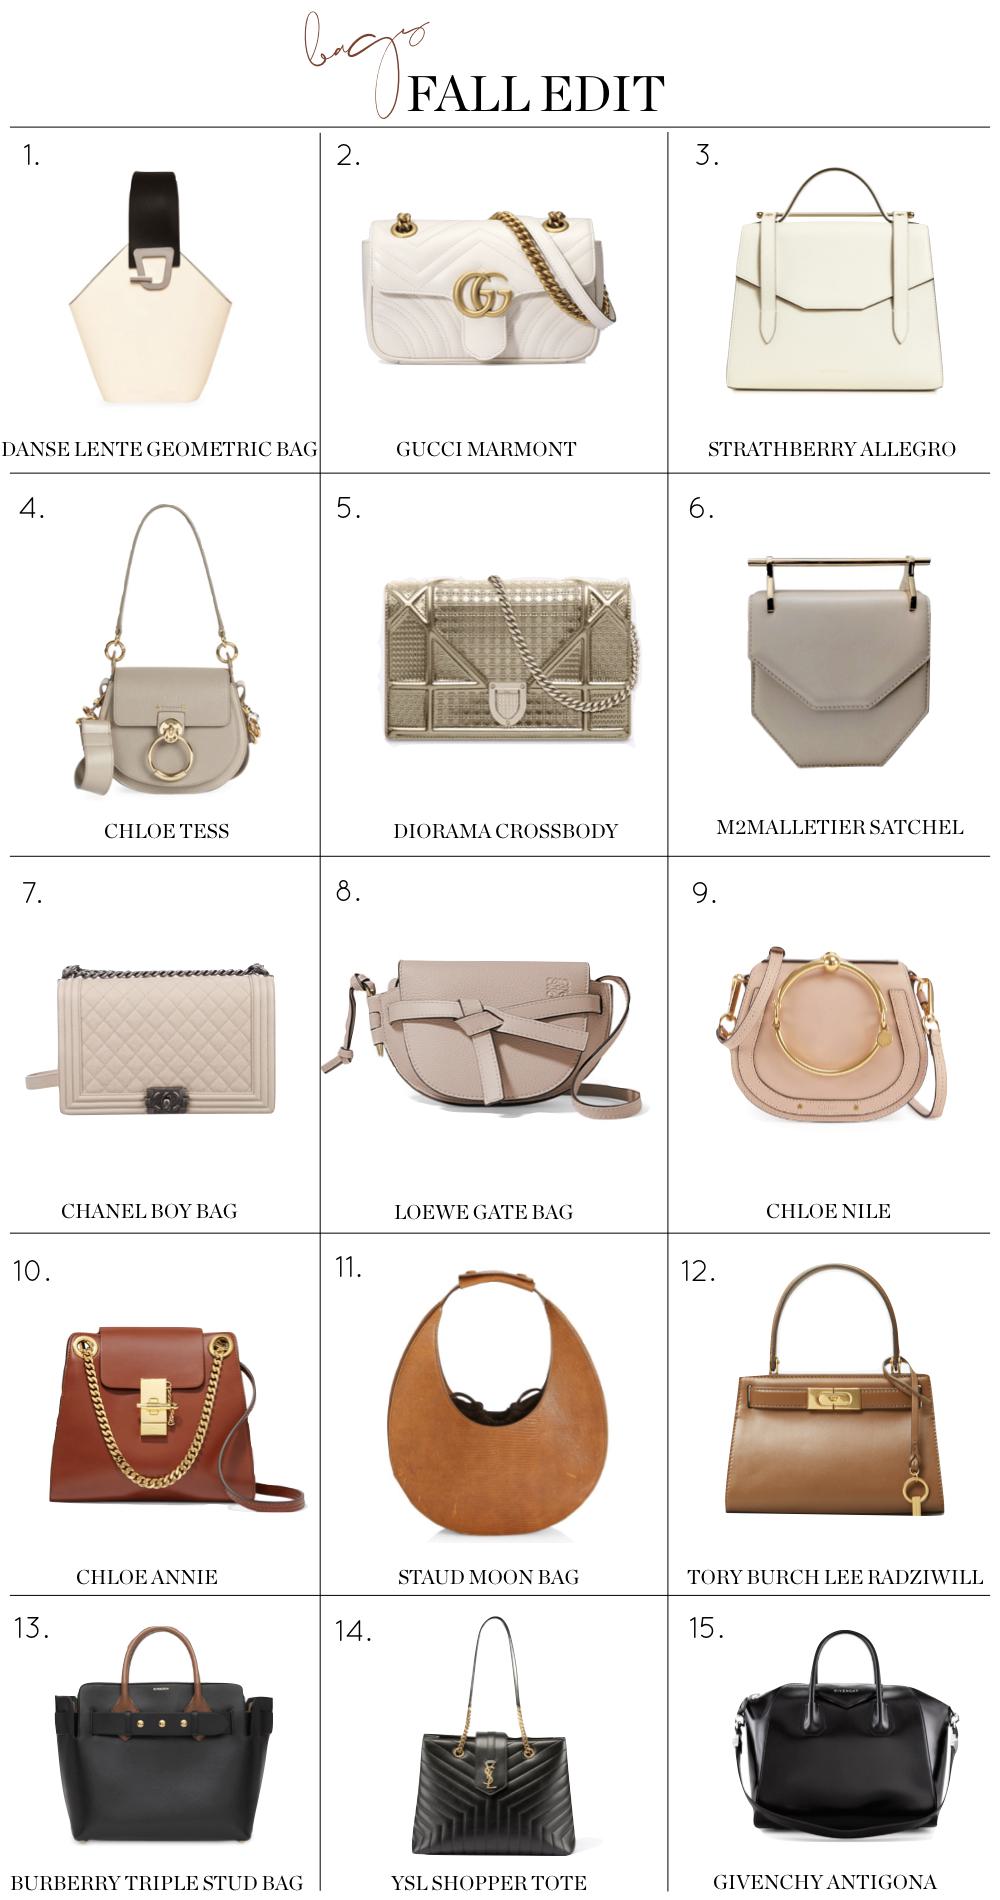 bags
FALL EDIT
1.
2.
3.
DANSE LENTE GEOMETRIC BAG
GUCCI MARMONT
STRATHBERRY ALLEGRO
4.
5.
6.
CHLOE TESS
DIORAMA CROSSBODY
M2MALLETIER SATCHEL
7.
8.
9.
CHANEL BOY BAG
LOEWE GATE BAG
CHLOE NILE
10.
11.
12.
CHLOE ANNIE
STAUD MOON BAG
TORY BURCH LEE RADZIWILL
13.
14.
15.
BURBERRY
GIVENCHY
YSL
BURBERRY TRIPLE STUD BAG
YSL SHOPPER TOTE
GIVENCHY ANTIGONA